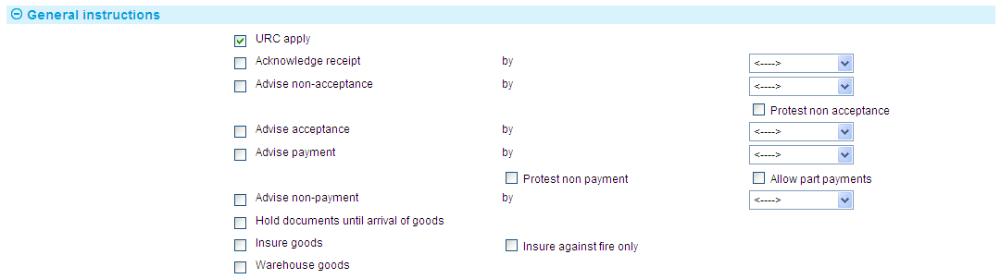 General instructions
URC apply
Acknowledge receipt by <---->
Advise non-acceptance by <---->
Protest non acceptance
Advise acceptance by <---->
Advise payment by <---->
Protest non payment Allow part payments
Advise non-payment by <---->
Hold documents until arrival of goods
Insure goods Insure against fire only
Warehouse goods